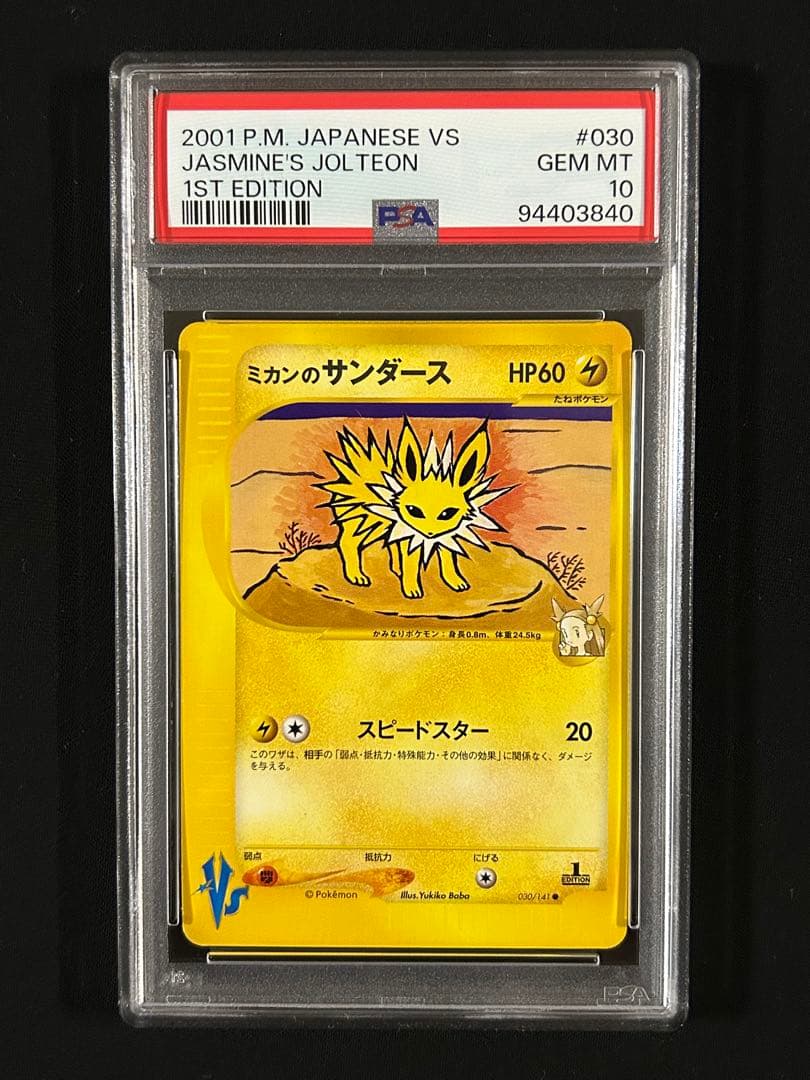 2001 P.M. JAPANESE VS #030
JASMINE'S JOLTEON GEM MT
1ST EDITION 10
PSA 94403840
ミカンのサンダース HP60
たねポケモン
かみなりポケモン：身長0.8m、体重24.5kg
スピードスター 20
このワザは、相手の「弱点・抵抗力・特殊能力・その他の効果」に関係なく、ダメージ
を与える。
弱点 抵抗力 にげる
1
EDITION
VS
©Pokémon Illus.Yukiko Baba 030/141
PSA